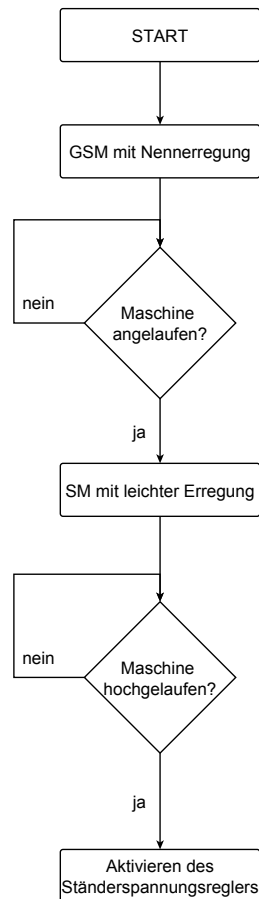 START
GSM mit Nennerregung
nein
Maschine
angelaufen?
ja
SM mit leichter Erregung
nein
Maschine
hochgelaufen?
ja
Aktivieren des
Ständerspannungsreglers